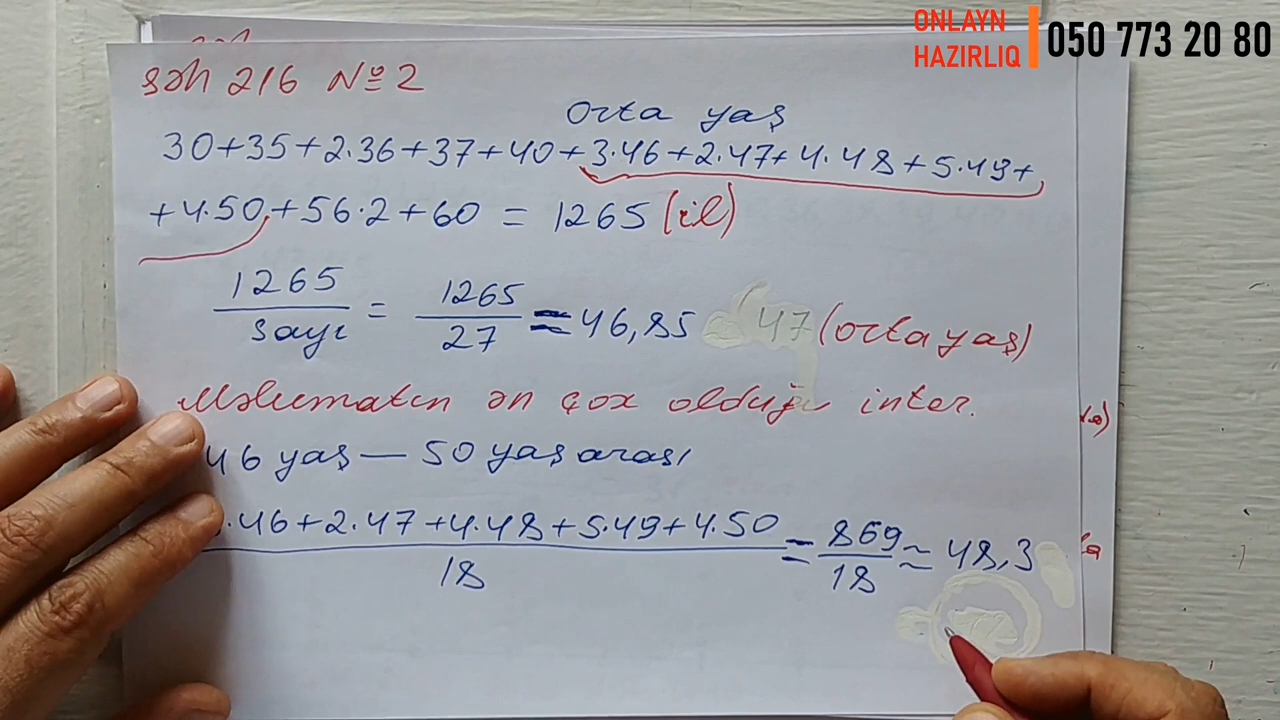 ONLAYN
HAZIRLIQ
050 773 20 80
səh 216 №2
Orta yaş
30+35+2.36+37+40+3.46+2.47+4.48+5.49+
+4.50+56.2+60 = 1265 (il)
1265 / sayı = 1265 / 27 ≈ 46,85 47 (orta yaş)
Məlumatın ən çox olduğu inter.
46 yaş — 50 yaş arası
.46+2.47+4.48+5.49+4.50 / 18 = 869 / 18 ≈ 48,3